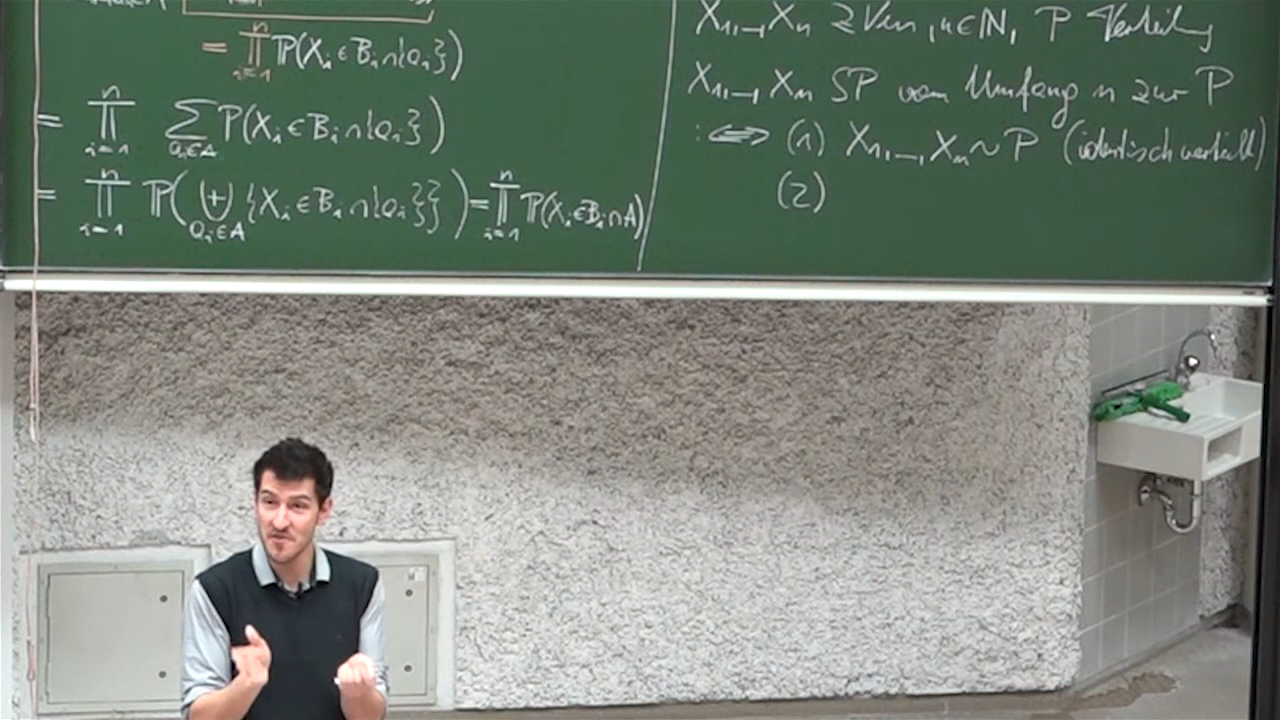 = ∏_{i=1}^{n} ℙ(X_i ∈ B_i ∩ {a_i})
= ∏_{i=1}^{n} ∑_{a_i∈A} P(X_i ∈ B_i ∩ {a_i})
= ∏_{i=1}^{n} ℙ(⊎_{a_i∈A} {X_i ∈ B_i ∩ {a_i}}) = ∏_{i=1}^{n} ℙ(X_i ∈ B_i ∩ A)
X_1, …, X_n ZVen, n∈ℕ, P Verteilung
X_1, …, X_n SP vom Umfang n zur P
:⟺ (1) X_1, …, X_n ~ P (identisch verteilt)
(2)